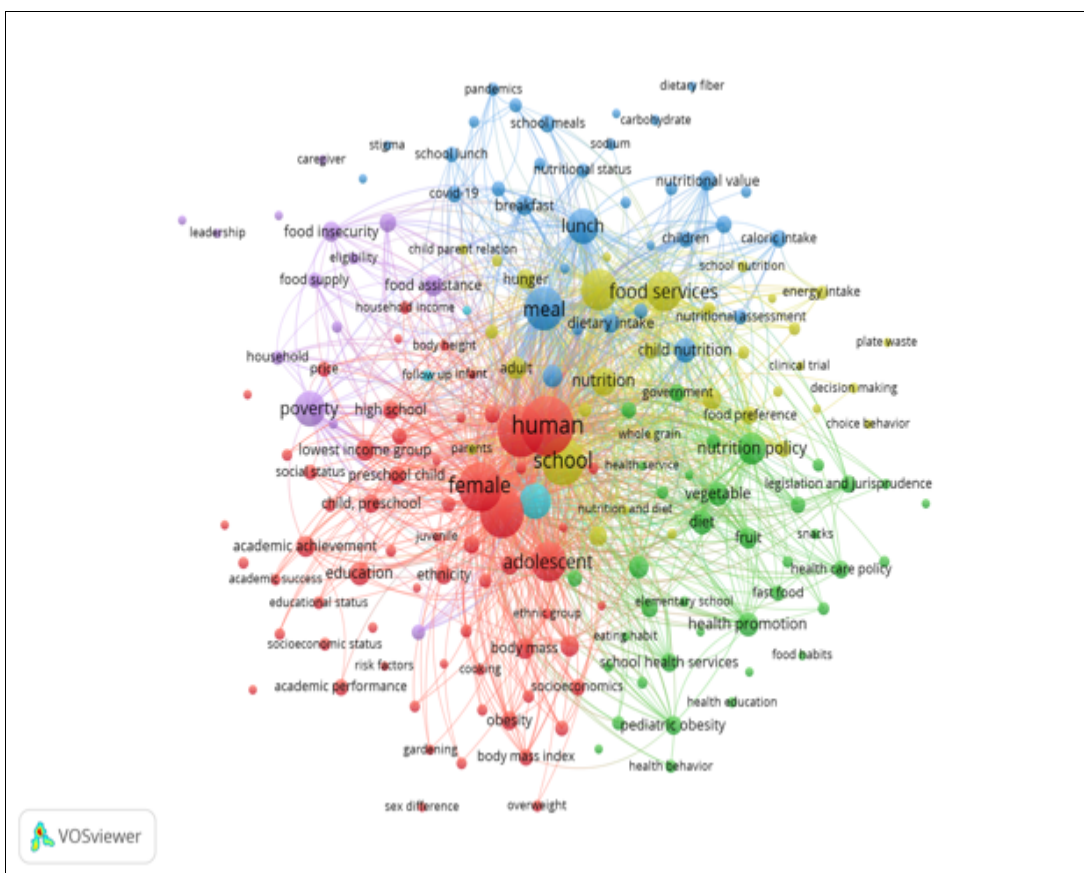 pandemics
dietary fiber
school meals
carbohydrate
stigma
sodium
caregiver
school lunch
nutritional status
nutritional value
covid-19
breakfast
lunch
leadership
food insecurity
children
caloric intake
child parent relation
eligibility
school nutrition
food supply
food assistance
hunger
food services
energy intake
household income
meal
dietary intake
nutritional assessment
body height
plate waste
household
child nutrition
price
follow up
infant
adult
nutrition
clinical trial
government
decision making
poverty
high school
food preference
choice behavior
human
whole grain
lowest income group
parents
school
nutrition policy
social status
preschool child
health service
female
vegetable
legislation and jurisprudence
child, preschool
nutrition and diet
diet
juvenile
fruit
snacks
academic achievement
adolescent
health care policy
academic success
education
ethnicity
fast food
educational status
elementary school
ethnic group
health promotion
socioeconomic status
eating habit
body mass
food habits
risk factors
cooking
school health services
academic performance
socioeconomics
health education
obesity
pediatric obesity
gardening
body mass index
health behavior
sex difference
overweight
VOSviewer